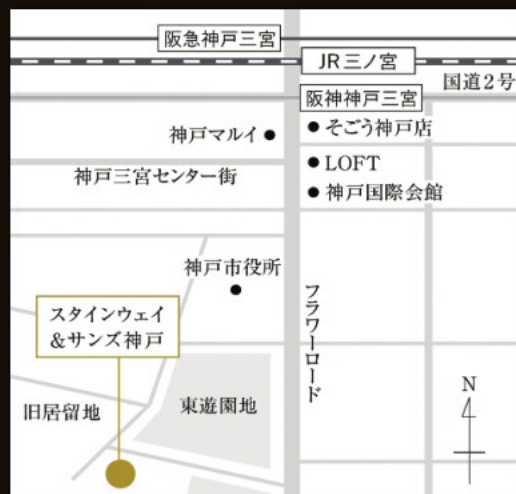 阪急神戸三宮
JR三ノ宮
国道2号
阪神神戸三宮
神戸マルイ
そごう神戸店
LOFT
神戸三宮センター街
神戸国際会館
神戸市役所
フラワーロード
スタインウェイ
&サンズ神戸
旧居留地
東遊園地
N